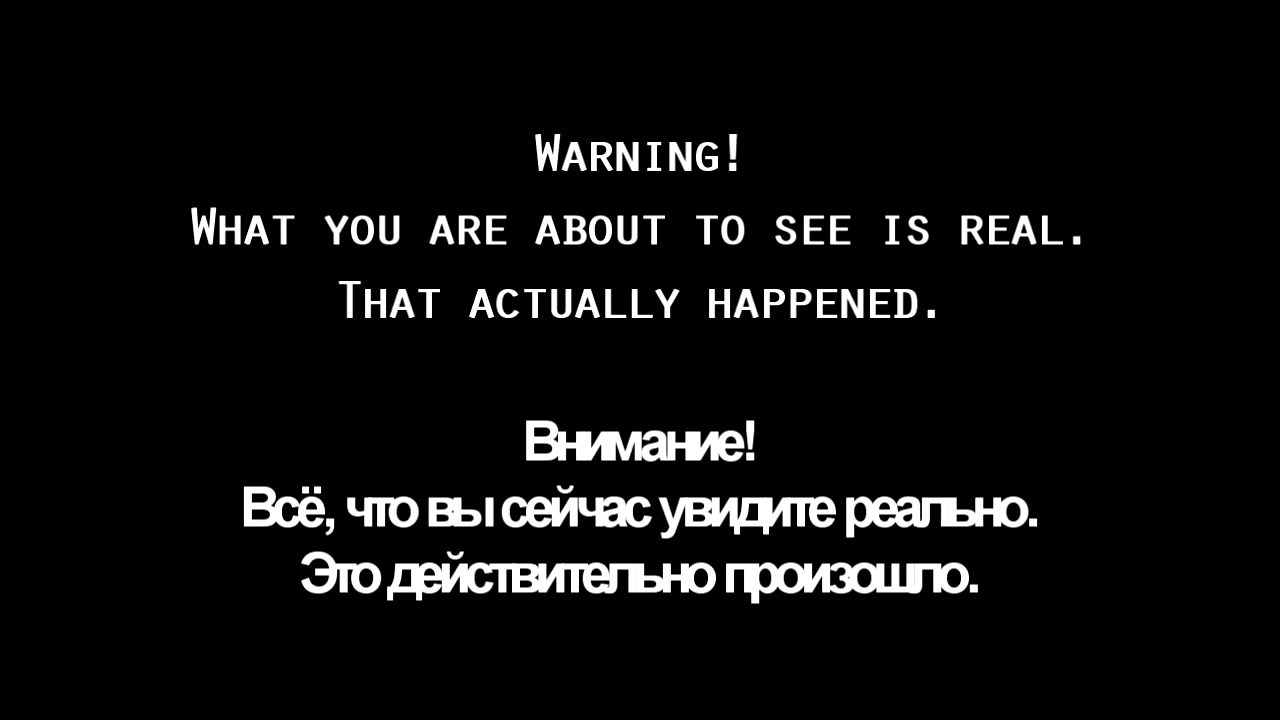 Warning!
What you are about to see is real.
That actually happened.
Внимание!
Всё, что вы сейчас увидите реально.
Это действительно произошло.